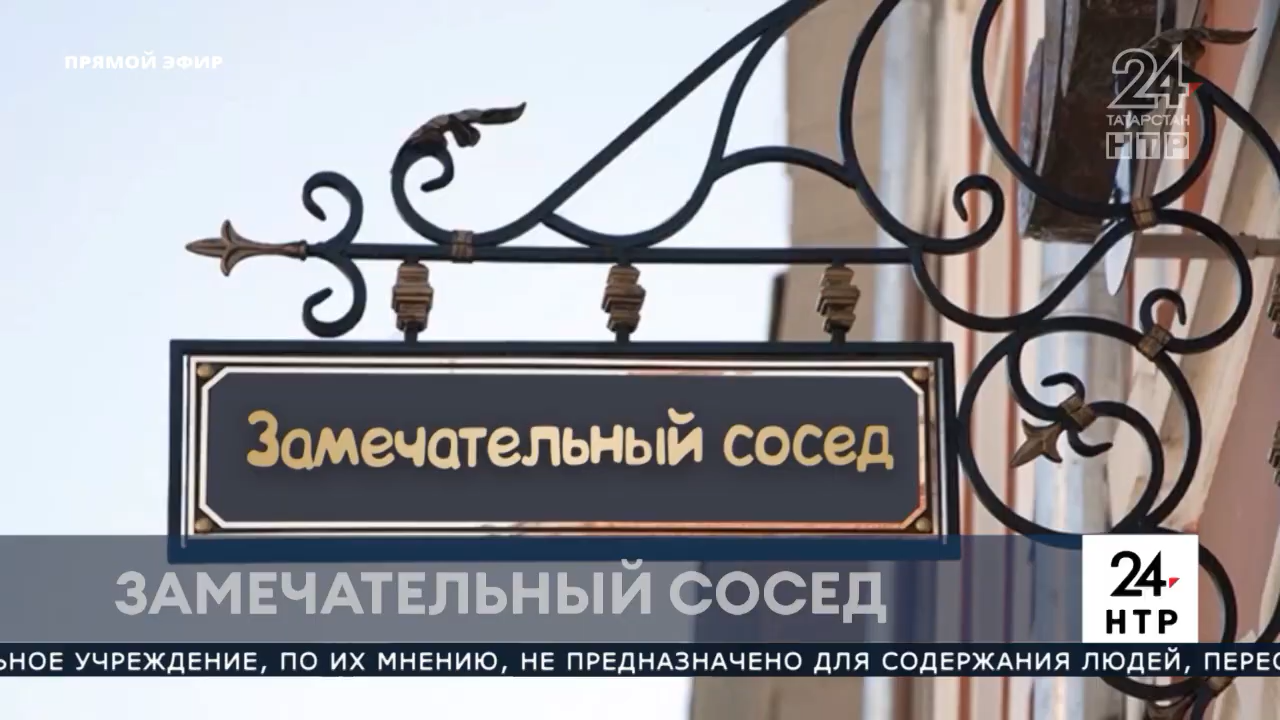 ПРЯМОЙ ЭФИР
24
ТАТАРСТАН
НТР
Замечательный сосед
ЗАМЕЧАТЕЛЬНЫЙ СОСЕД
24
НТР
ЬНОЕ УЧРЕЖДЕНИЕ, ПО ИХ МНЕНИЮ, НЕ ПРЕДНАЗНАЧЕНО ДЛЯ СОДЕРЖАНИЯ ЛЮДЕЙ, ПЕРЕС